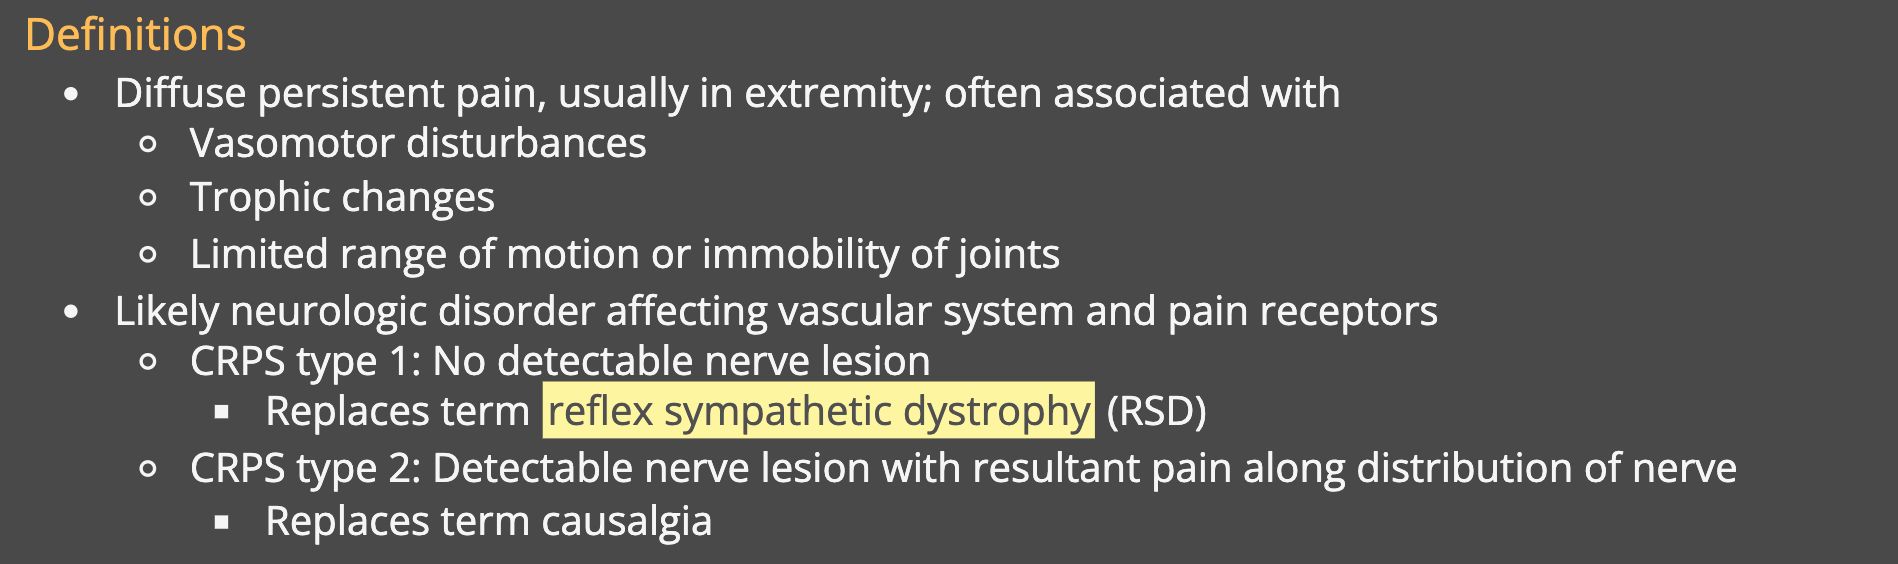 Definitions
• Diffuse persistent pain, usually in extremity; often associated with
◦ Vasomotor disturbances
◦ Trophic changes
◦ Limited range of motion or immobility of joints
• Likely neurologic disorder affecting vascular system and pain receptors
◦ CRPS type 1: No detectable nerve lesion
▪ Replaces term reflex sympathetic dystrophy (RSD)
◦ CRPS type 2: Detectable nerve lesion with resultant pain along distribution of nerve
▪ Replaces term causalgia